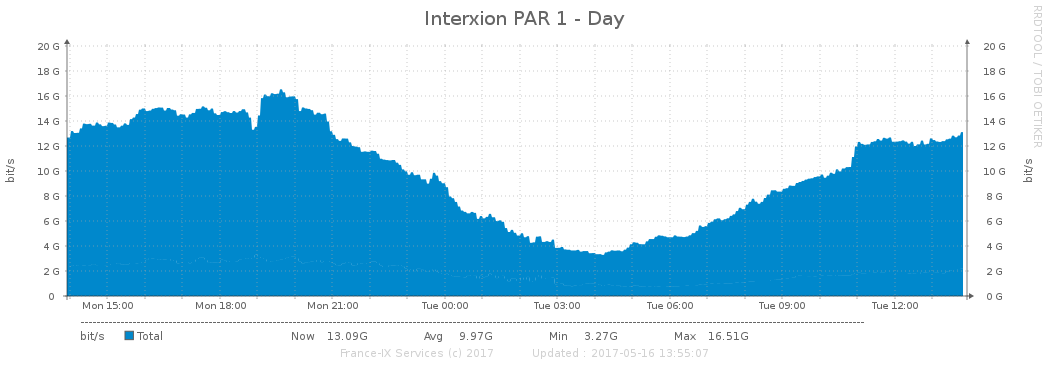 Interxion PAR 1 - Day
RRDTOOL / TOBI OETIKER
20 G 20 G
18 G 18 G
16 G 16 G
14 G 14 G
12 G 12 G
10 G 10 G
8 G 8 G
6 G 6 G
4 G 4 G
2 G 2 G
0 0 G
bit/s bit/s
Mon 15:00 Mon 18:00 Mon 21:00 Tue 00:00 Tue 03:00 Tue 06:00 Tue 09:00 Tue 12:00
bit/s Total Now 13.09G Avg 9.97G Min 3.27G Max 16.51G
France-IX Services (c) 2017 Updated : 2017-05-16 13:55:07